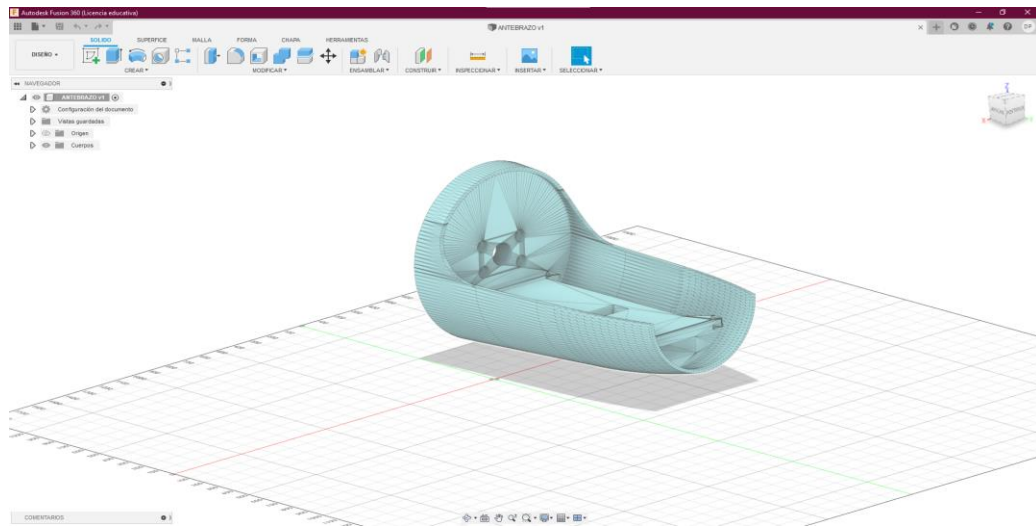 Autodesk Fusion 360 (Licencia educativa)
ANTEBRAZO v1
SÓLIDO SUPERFICIE MALLA FORMA CHAPA HERRAMIENTAS
DISEÑO
CREAR MODIFICAR ENSAMBLAR CONSTRUIR INSPECCIONAR INSERTAR SELECCIONAR
NAVEGADOR
ANTEBRAZO v1
Configuración del documento
Vistas guardadas
Origen
Cuerpos
COMENTARIOS